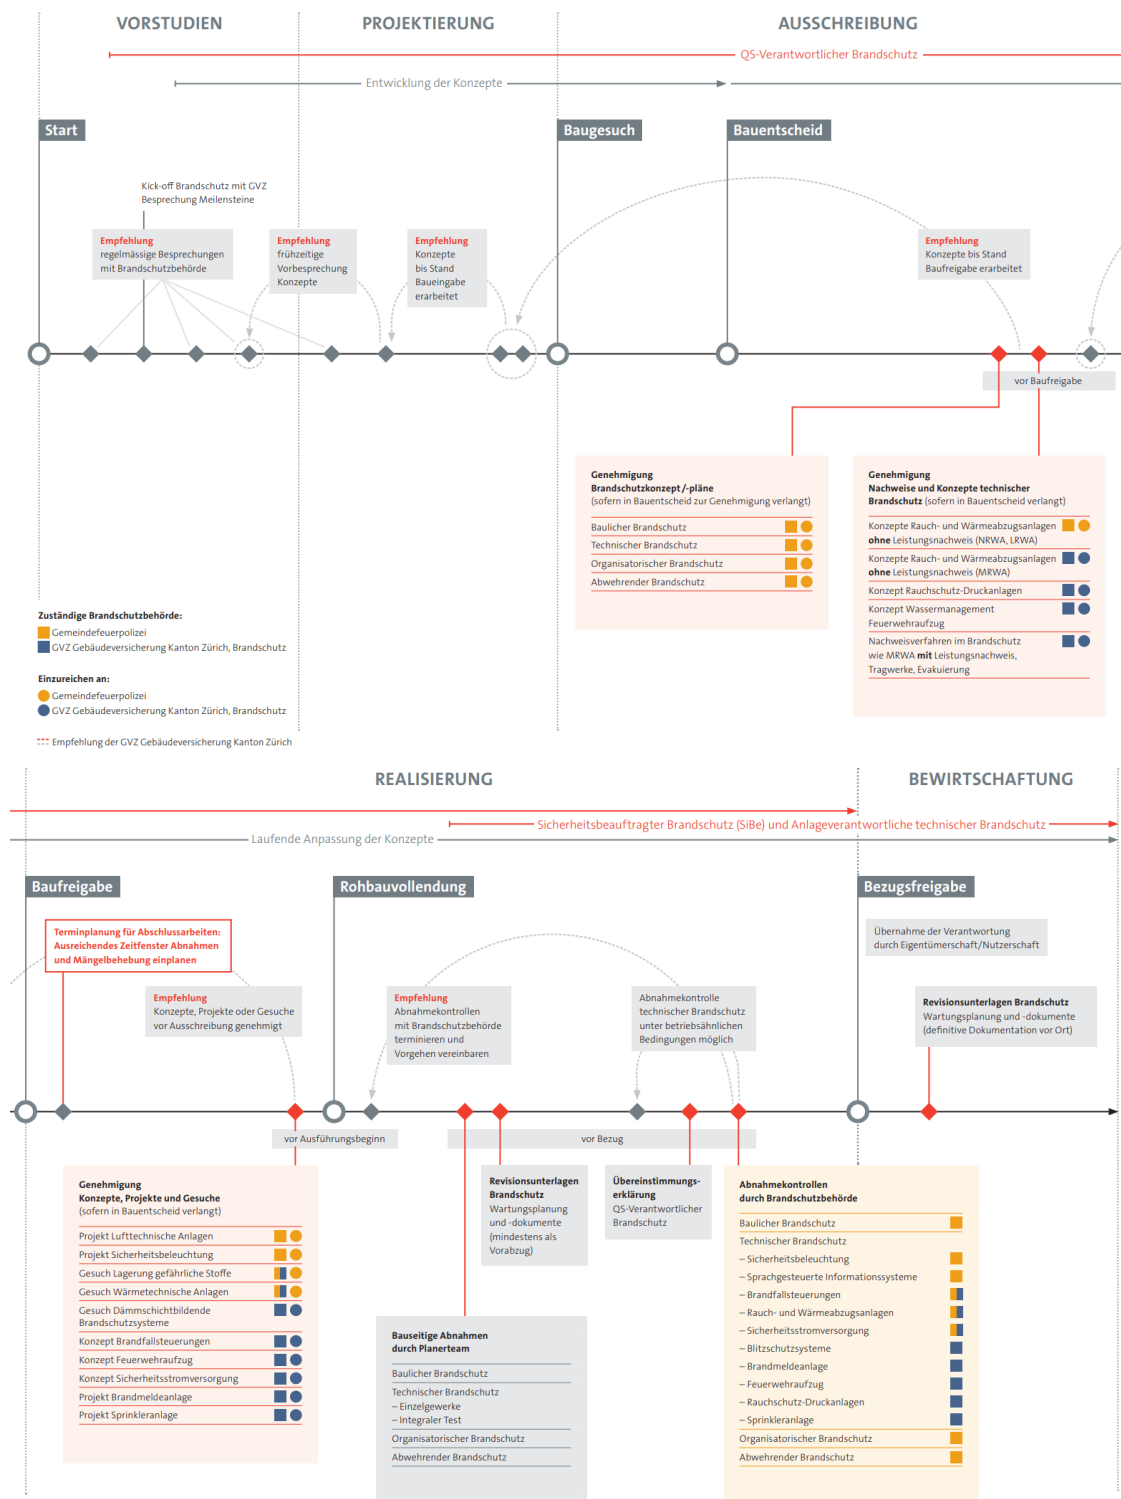 VORSTUDIEN
PROJEKTIERUNG
AUSSCHREIBUNG
QS-Verantwortlicher Brandschutz
Entwicklung der Konzepte
Start
Baugesuch
Bauentscheid
Kick-off Brandschutz mit GVZ
Besprechung Meilensteine
Empfehlung
regelmässige Besprechungen
mit Brandschutzbehörde
Empfehlung
frühzeitige
Vorbesprechung
Konzepte
Empfehlung
Konzepte
bis Stand
Baueingabe
erarbeitet
Empfehlung
Konzepte bis Stand
Baufreigabe erarbeitet
vor Baufreigabe
Genehmigung
Brandschutzkonzept/-pläne
(sofern in Bauentscheid zur Genehmigung verlangt)
Baulicher Brandschutz
Technischer Brandschutz
Organisatorischer Brandschutz
Abwehrender Brandschutz
Genehmigung
Nachweise und Konzepte technischer
Brandschutz (sofern in Bauentscheid verlangt)
Konzepte Rauch- und Wärmeabzugsanlagen
ohne Leistungsnachweis (NRWA, LRWA)
Konzepte Rauch- und Wärmeabzugsanlagen
ohne Leistungsnachweis (MRWA)
Konzept Rauchschutz-Druckanlagen
Konzept Wassermanagement
Feuerwehraufzug
Nachweisverfahren im Brandschutz
wie MRWA mit Leistungsnachweis,
Tragwerke, Evakuierung
Zuständige Brandschutzbehörde:
Gemeindefeuerpolizei
GVZ Gebäudeversicherung Kanton Zürich, Brandschutz
Einzureichen an:
Gemeindefeuerpolizei
GVZ Gebäudeversicherung Kanton Zürich, Brandschutz
Empfehlung der GVZ Gebäudeversicherung Kanton Zürich
REALISIERUNG
BEWIRTSCHAFTUNG
Sicherheitsbeauftragter Brandschutz (SiBe) und Anlageverantwortliche technischer Brandschutz
Laufende Anpassung der Konzepte
Baufreigabe
Rohbauvollendung
Bezugsfreigabe
Terminplanung für Abschlussarbeiten:
Ausreichendes Zeitfenster Abnahmen
und Mängelbehebung einplanen
Übernahme der Verantwortung
durch Eigentümerschaft/Nutzerschaft
Empfehlung
Konzepte, Projekte oder Gesuche
vor Ausschreibung genehmigt
Empfehlung
Abnahmekontrollen
mit Brandschutzbehörde
terminieren und
Vorgehen vereinbaren
Abnahmekontrolle
technischer Brandschutz
unter betriebsähnlichen
Bedingungen möglich
Revisionsunterlagen Brandschutz
Wartungsplanung und -dokumente
(definitive Dokumentation vor Ort)
vor Ausführungsbeginn
vor Bezug
Genehmigung
Konzepte, Projekte und Gesuche
(sofern in Bauentscheid verlangt)
Projekt Lufttechnische Anlagen
Projekt Sicherheitsbeleuchtung
Gesuch Lagerung gefährliche Stoffe
Gesuch Wärmetechnische Anlagen
Gesuch Dämmschichtbildende
Brandschutzsysteme
Konzept Brandfallsteuerungen
Konzept Feuerwehraufzug
Konzept Sicherheitsstromversorgung
Projekt Brandmeldeanlage
Projekt Sprinkleranlage
Revisionsunterlagen
Brandschutz
Wartungsplanung
und -dokumente
(mindestens als
Vorabzug)
Übereinstimmungs-
erklärung
QS-Verantwortlicher
Brandschutz
Bauseitige Abnahmen
durch Planerteam
Baulicher Brandschutz
Technischer Brandschutz
– Einzelgewerke
– Integraler Test
Organisatorischer Brandschutz
Abwehrender Brandschutz
Abnahmekontrollen
durch Brandschutzbehörde
Baulicher Brandschutz
Technischer Brandschutz
– Sicherheitsbeleuchtung
– Sprachgesteuerte Informationssysteme
– Brandfallsteuerungen
– Rauch- und Wärmeabzugsanlagen
– Sicherheitsstromversorgung
– Blitzschutzsysteme
– Brandmeldeanlage
– Feuerwehraufzug
– Rauchschutz-Druckanlagen
– Sprinkleranlage
Organisatorischer Brandschutz
Abwehrender Brandschutz